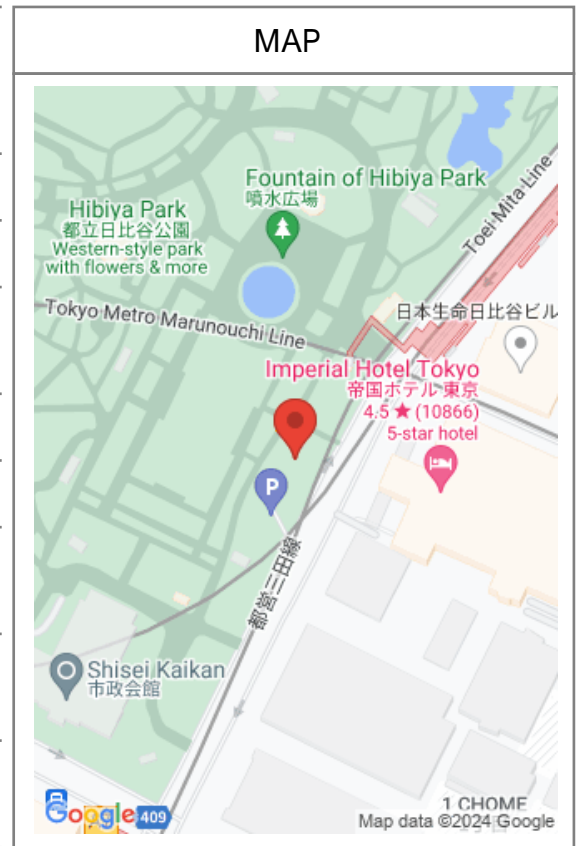 MAP
Fountain of Hibiya Park
噴水広場
Hibiya Park
都立日比谷公園
Western-style park
with flowers & more
Toei Mita Line
Tokyo Metro Marunouchi Line
日本生命日比谷ビル
Imperial Hotel Tokyo
帝国ホテル 東京
4.5 ★ (10866)
5-star hotel
P
都営三田線
Shisei Kaikan
市政会館
Google
409
1 CHOME
Map data ©2024 Google